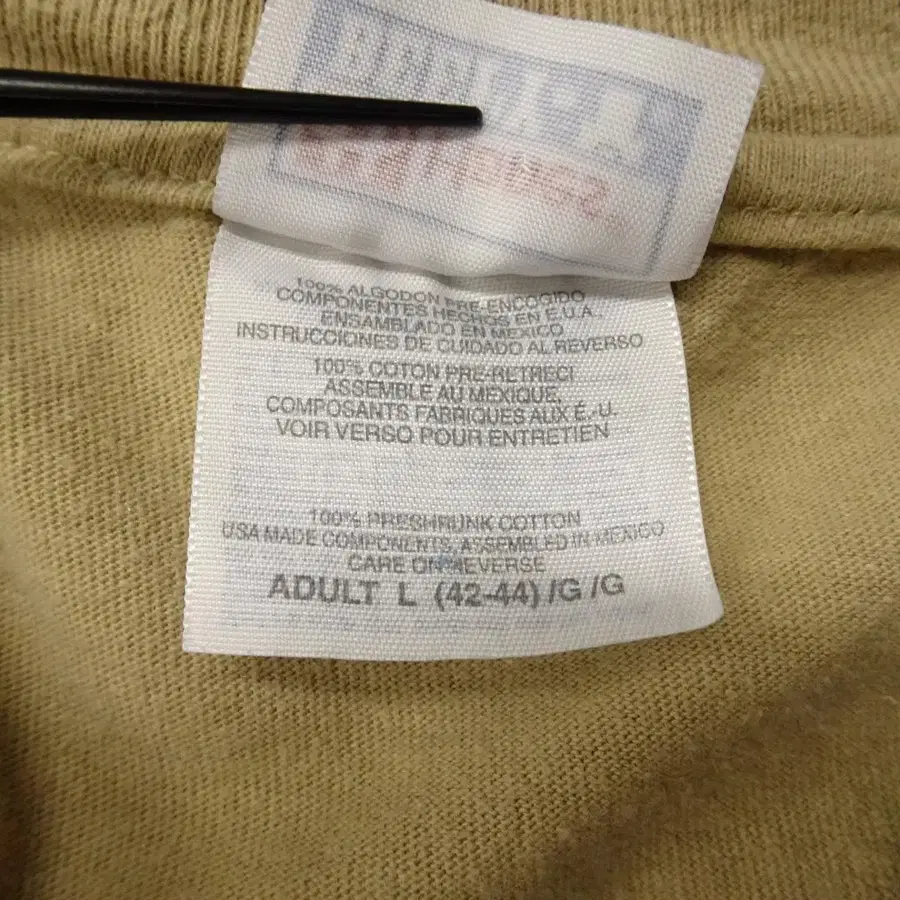 100% ALGODON PRE-ENCOGIDO
COMPONENTES HECHOS EN E.U.A.,
ENSAMBLADO EN MEXICO
INSTRUCCIONES DE CUIDADO AL REVERSO
100% COTON PRE-RETRECI
ASSEMBLE AU MEXIQUE,
COMPOSANTS FABRIQUES AUX É.-U.
VOIR VERSO POUR ENTRETIEN
100% PRESHRUNK COTTON
USA MADE COMPONENTS, ASSEMBLED IN MEXICO
CARE ON REVERSE
ADULT L (42-44) /G /G